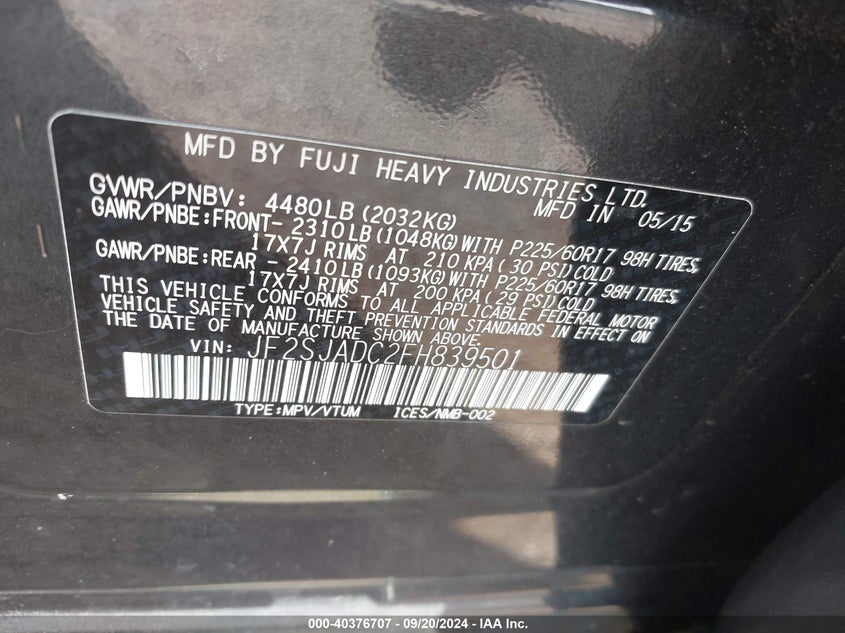 MFD BY FUJI HEAVY INDUSTRIES LTD.
MFD IN 05/15
GVWR/PNBV: 4480LB(2032KG)
GAWR/PNBE:FRONT- 2310LB(1048KG)WITH P225/60R17 98H TIRES,
17X7J RIMS AT 210 KPA(30 PSI)COLD
GAWR/PNBE:REAR - 2410LB(1093KG)WITH P225/60R17 98H TIRES,
17X7J RIMS AT 200 KPA(29 PSI)COLD
THIS VEHICLE CONFORMS TO ALL APPLICABLE FEDERAL MOTOR
VEHICLE SAFETY AND THEFT PREVENTION STANDARDS IN EFFECT ON
THE DATE OF MANUFACTURE SHOWN ABOVE.
VIN: JF2SJADC2FH839501
TYPE:MPV/VTUM ICES/NMB-002
000-40376707 - 09/20/2024 - IAA Inc.